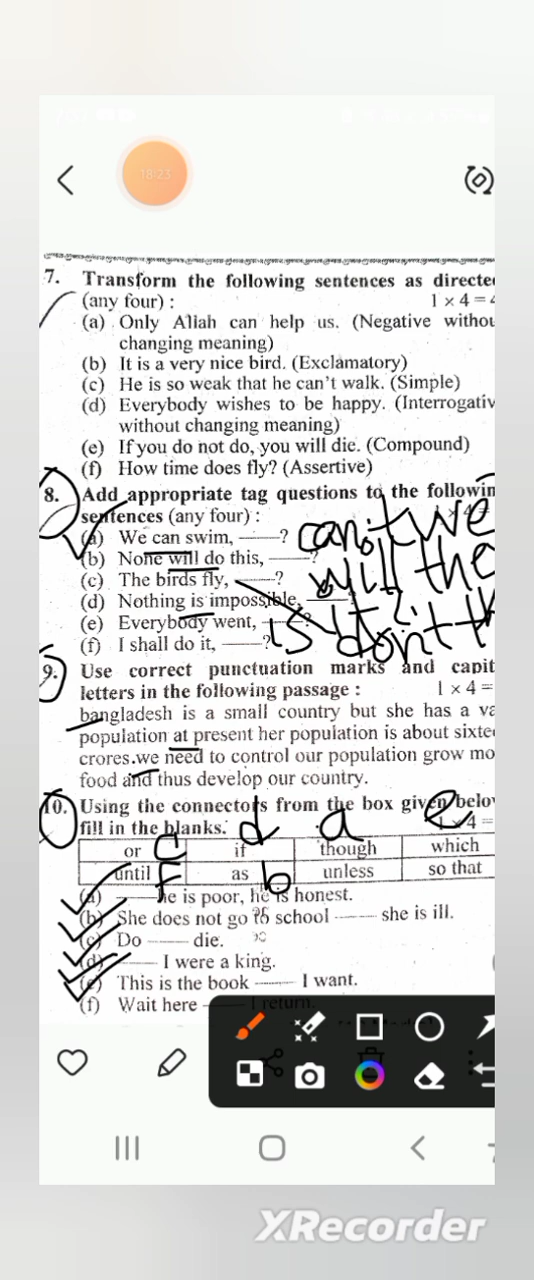 18:23
7. Transform the following sentences as directe
(any four) : 1 × 4 = 4
(a) Only Allah can help us. (Negative withou
changing meaning)
(b) It is a very nice bird. (Exclamatory)
(c) He is so weak that he can't walk. (Simple)
(d) Everybody wishes to be happy. (Interrogativ
without changing meaning)
(e) If you do not do, you will die. (Compound)
(f) How time does fly? (Assertive)
8. Add appropriate tag questions to the followin
sentences (any four) : 1 × 4 =
(a) We can swim, ——? can,t we
(b) None will do this, ——?
(c) The birds fly, ——? will the
(d) Nothing is impossible, ——?
(e) Everybody went, ——? is it?
(f) I shall do it, ——? don't th
9. Use correct punctuation marks and capit
letters in the following passage : 1 × 4 =
bangladesh is a small country but she has a va
population at present her population is about sixtee
crores.we need to control our population grow mo
food and thus develop our country.
10. Using the connectors from the box given belo
fill in the blanks. d a e 1 × 4 =
or c if though which
until f as b unless so that
(a) —— he is poor, he is honest.
(b) She does not go to school —— she is ill.
(c) Do —— die.
(d) —— I were a king.
(e) This is the book —— I want.
(f) Wait here —— I return.
XRecorder